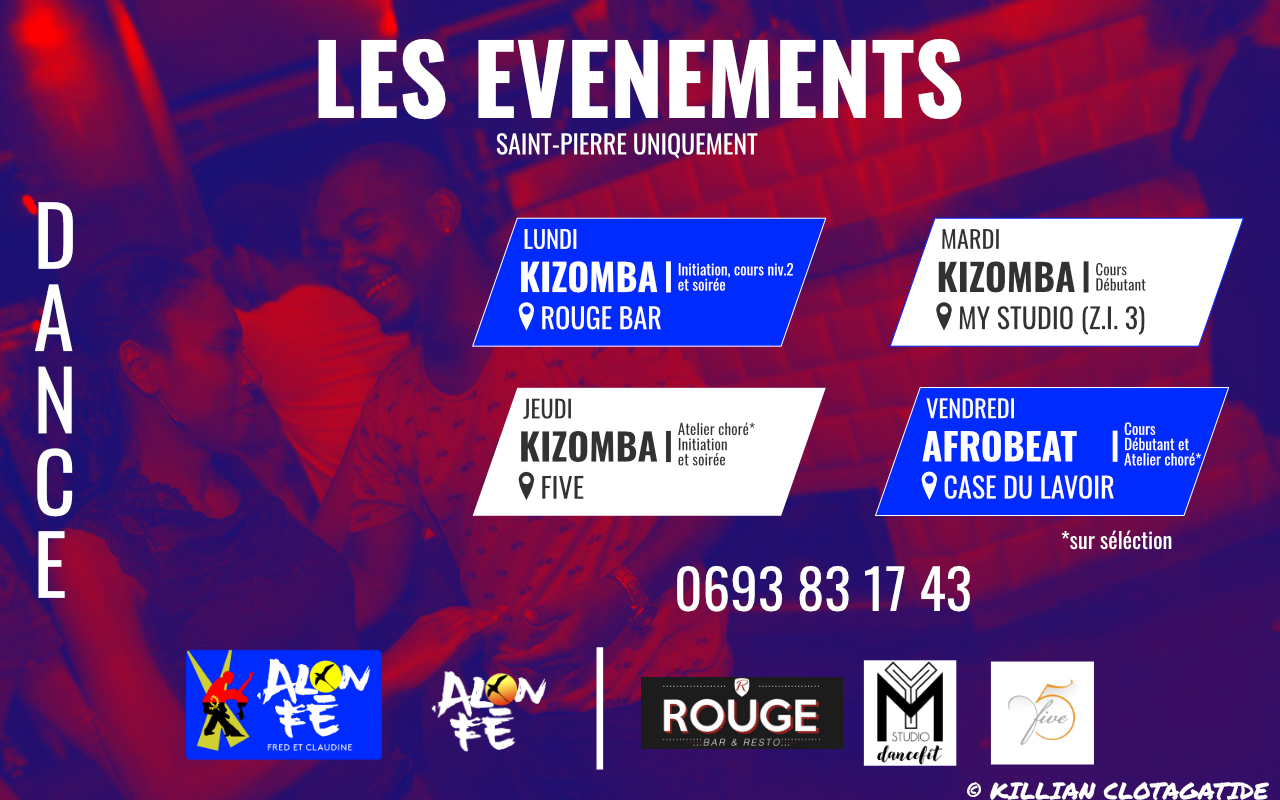 LES EVENEMENTS
SAINT-PIERRE UNIQUEMENT
DANCE
LUNDI
KIZOMBA | Initiation, cours niv.2
et soirée
ROUGE BAR
MARDI
KIZOMBA | Cours
Débutant
MY STUDIO (Z.I. 3)
JEUDI
KIZOMBA | Atelier choré*
Initiation
et soirée
FIVE
VENDREDI
AFROBEAT | Cours
Débutant et
Atelier choré*
CASE DU LAVOIR
*sur séléction
0693 83 17 43
ALON
FÉ
FRED ET CLAUDINE
ALON
FÉ
R
ROUGE
...BAR & RESTO...
M
STUDIO
dancefit
5
five
© KILLIAN CLOTAGATIDE